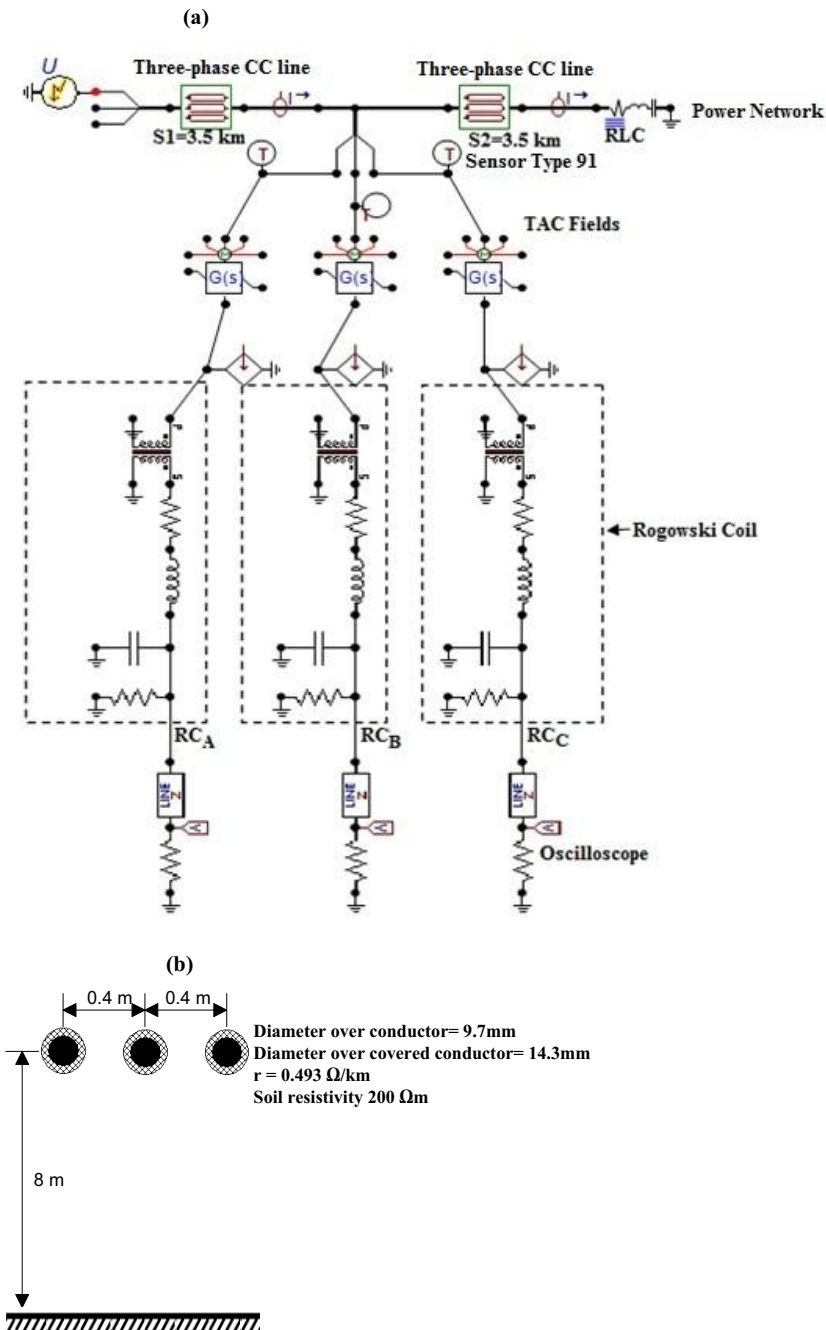 (a)
U
Three-phase CC line
Three-phase CC line
I
I
Power Network
S1=3.5 km
S2=3.5 km
RLC
T
T
Sensor Type 91
T
TAC Fields
G(s)
G(s)
G(s)
P
P
P
S
S
S
Rogowski Coil
RCA
RCB
RCC
LINE Z
LINE Z
LINE Z
Oscilloscope
(b)
0.4 m
0.4 m
Diameter over conductor= 9.7mm
Diameter over covered conductor= 14.3mm
r = 0.493 Ω/km
Soil resistivity 200 Ωm
8 m